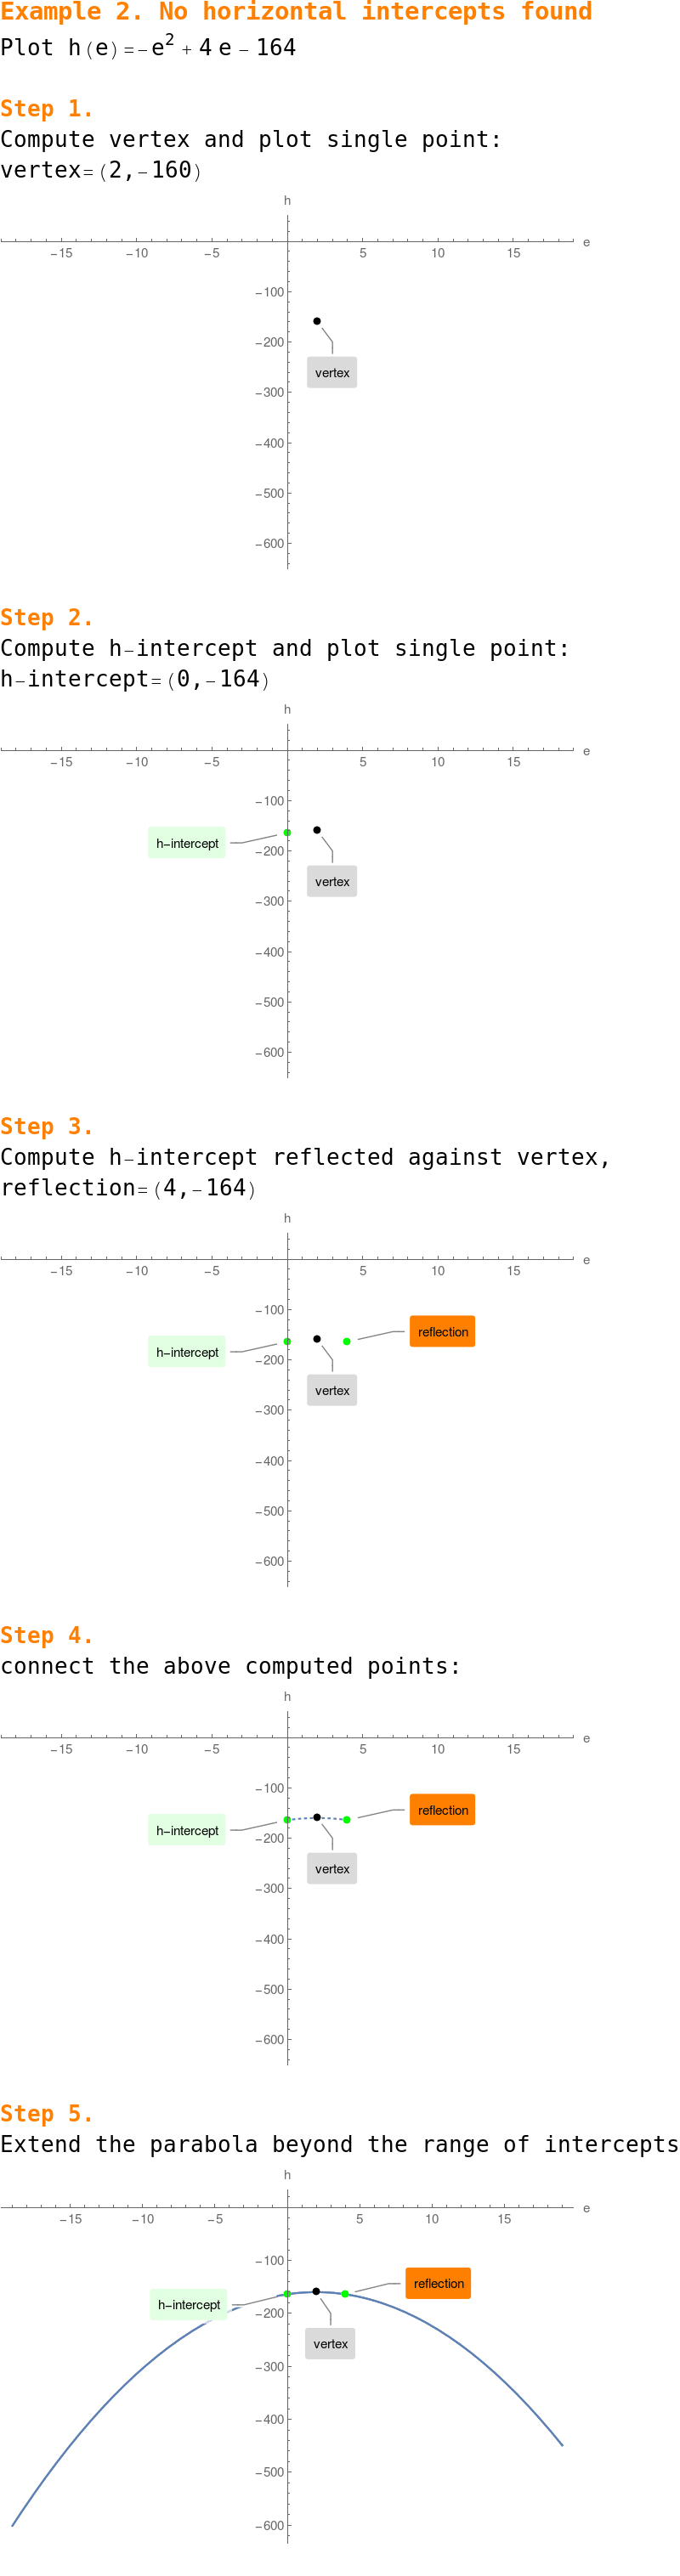 Example 2. No horizontal intercepts found
Plot h(e)=-e² + 4 e - 164
Step 1.
Compute vertex and plot single point:
vertex=(2,-160)
h
e
-15 -10 -5 5 10 15
-100
-200
vertex
-300
-400
-500
-600
Step 2.
Compute h-intercept and plot single point:
h-intercept=(0,-164)
h
e
-15 -10 -5 5 10 15
-100
h-intercept
-200
vertex
-300
-400
-500
-600
Step 3.
Compute h-intercept reflected against vertex,
reflection=(4,-164)
h
e
-15 -10 -5 5 10 15
-100
reflection
h-intercept
-200
vertex
-300
-400
-500
-600
Step 4.
connect the above computed points:
h
e
-15 -10 -5 5 10 15
-100
reflection
h-intercept
-200
vertex
-300
-400
-500
-600
Step 5.
Extend the parabola beyond the range of intercepts
h
e
-15 -10 -5 5 10 15
-100
reflection
h-intercept
-200
vertex
-300
-400
-500
-600